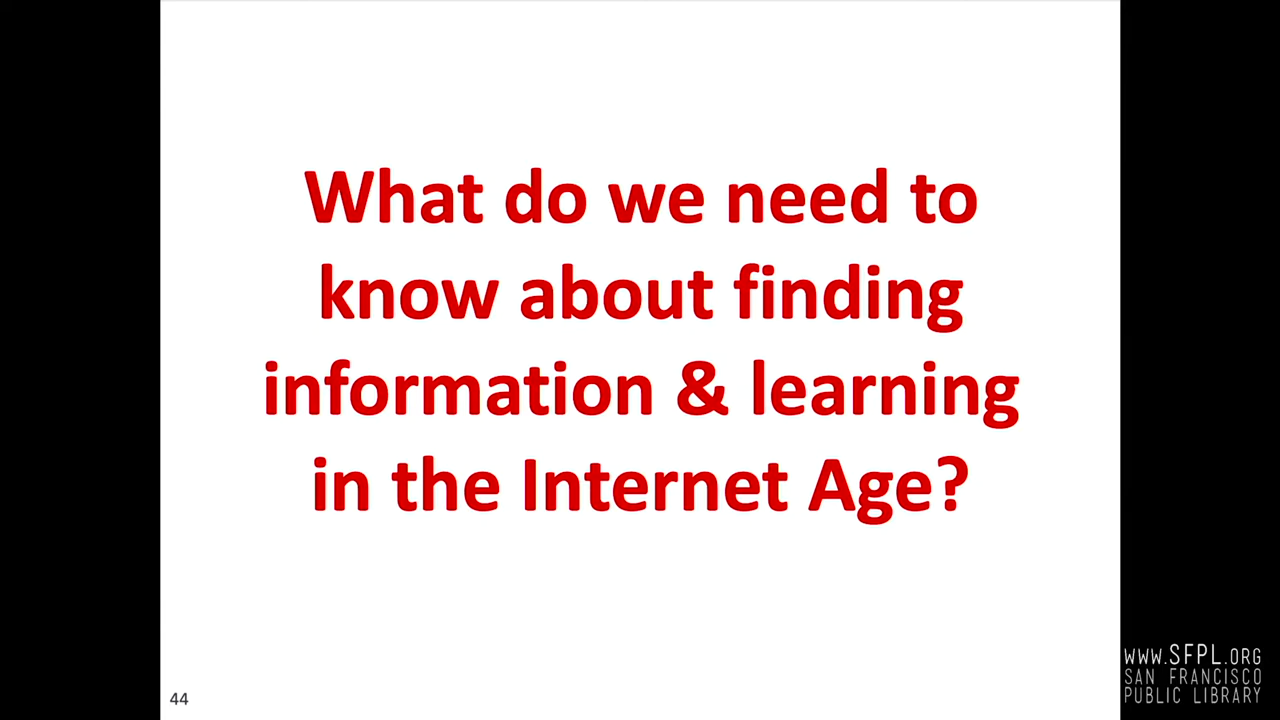 What do we need to
know about finding
information & learning
in the Internet Age?
44
www.SFPL.ORG
SAN FRANCISCO
PUBLIC LIBRARY